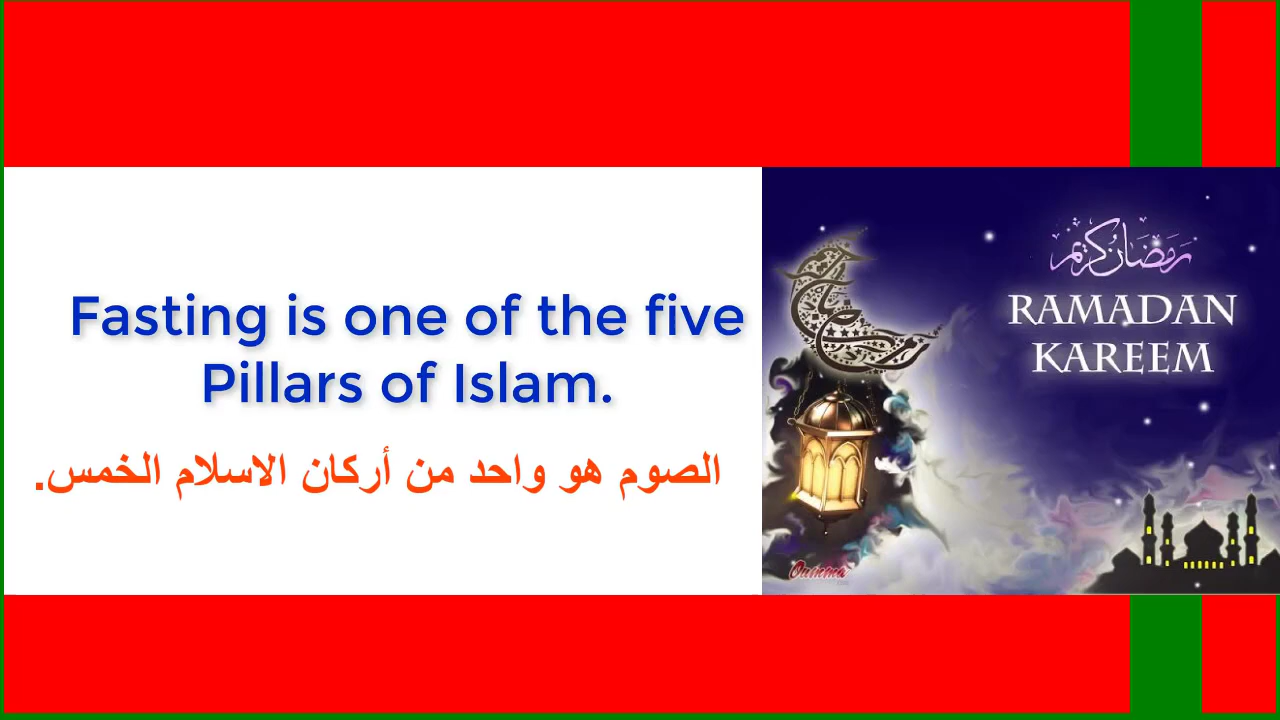 Fasting is one of the five
Pillars of Islam.
الصوم هو واحد من أركان الاسلام الخمس.
رمضان كريم
RAMADAN
KAREEM